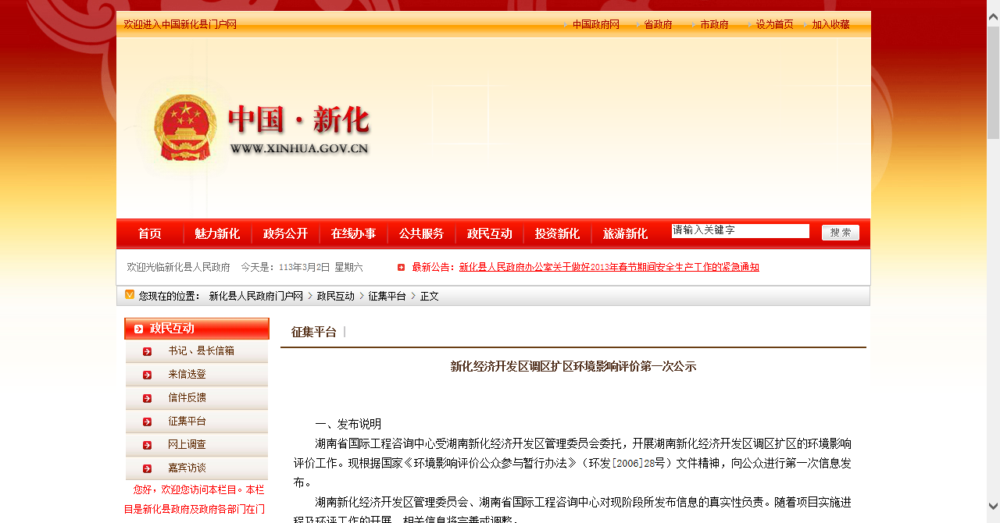 欢迎进入中国新化县门户网 中国政府网 省政府 市政府 设为首页 加入收藏
中国·新化
WWW.XINHUA.GOV.CN
首页 魅力新化 政务公开 在线办事 公共服务 政民互动 投资新化 旅游新化 请输入关键字 搜 索
欢迎光临新化县人民政府 今天是：113年3月2日 星期六 最新公告：新化县人民政府办公室关于做好2013年春节期间安全生产工作的紧急通知
您现在的位置： 新化县人民政府门户网 > 政民互动 > 征集平台 > 正文
政民互动
书记、县长信箱
来信选登
信件反馈
征集平台
网上调查
嘉宾访谈
您好，欢迎您访问本栏目。本栏
目是新化县政府及政府各部门在门
征集平台 |
新化经济开发区调区扩区环境影响评价第一次公示
一、发布说明
湖南省国际工程咨询中心受湖南新化经济开发区管理委员会委托，开展湖南新化经济开发区调区扩区的环境影响
评价工作。现根据国家《环境影响评价公众参与暂行办法》（环发[2006]28号）文件精神，向公众进行第一次信息发
布。
湖南新化经济开发区管理委员会、湖南省国际工程咨询中心对现阶段所发布信息的真实性负责。随着项目实施进
程及环评工作的开展，相关信息将完善或调整。